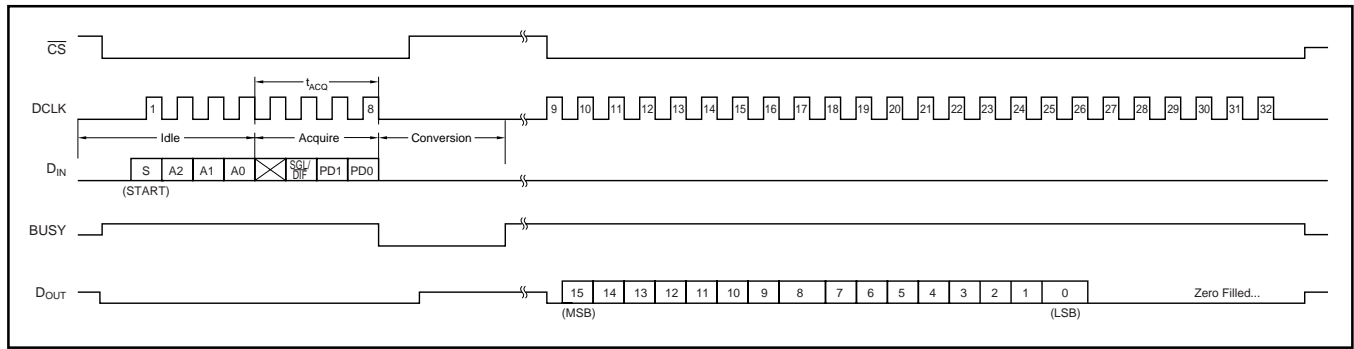 CS
tACQ
DCLK 1 8 9 10 11 12 13 14 15 16 17 18 19 20 21 22 23 24 25 26 27 28 29 30 31 32
Idle Acquire Conversion
DIN S A2 A1 A0 SGL/DIF PD1 PD0
(START)
BUSY
DOUT 15 14 13 12 11 10 9 8 7 6 5 4 3 2 1 0 Zero Filled...
(MSB) (LSB)